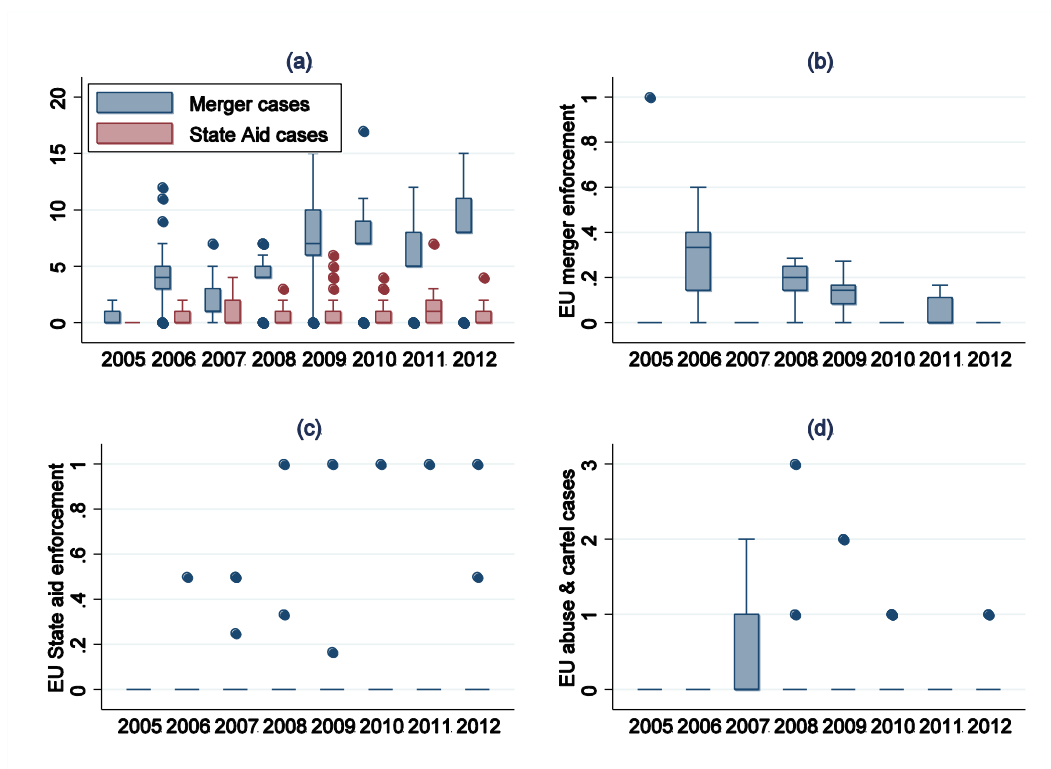 (a)
20
15
10
5
0
Merger cases
State Aid cases
2005 2006 2007 2008 2009 2010 2011 2012
(b)
EU merger enforcement
1
.8
.6
.4
.2
0
2005 2006 2007 2008 2009 2010 2011 2012
(c)
EU State aid enforcement
1
.8
.6
.4
.2
0
2005 2006 2007 2008 2009 2010 2011 2012
(d)
EU abuse & cartel cases
3
2
1
0
2005 2006 2007 2008 2009 2010 2011 2012